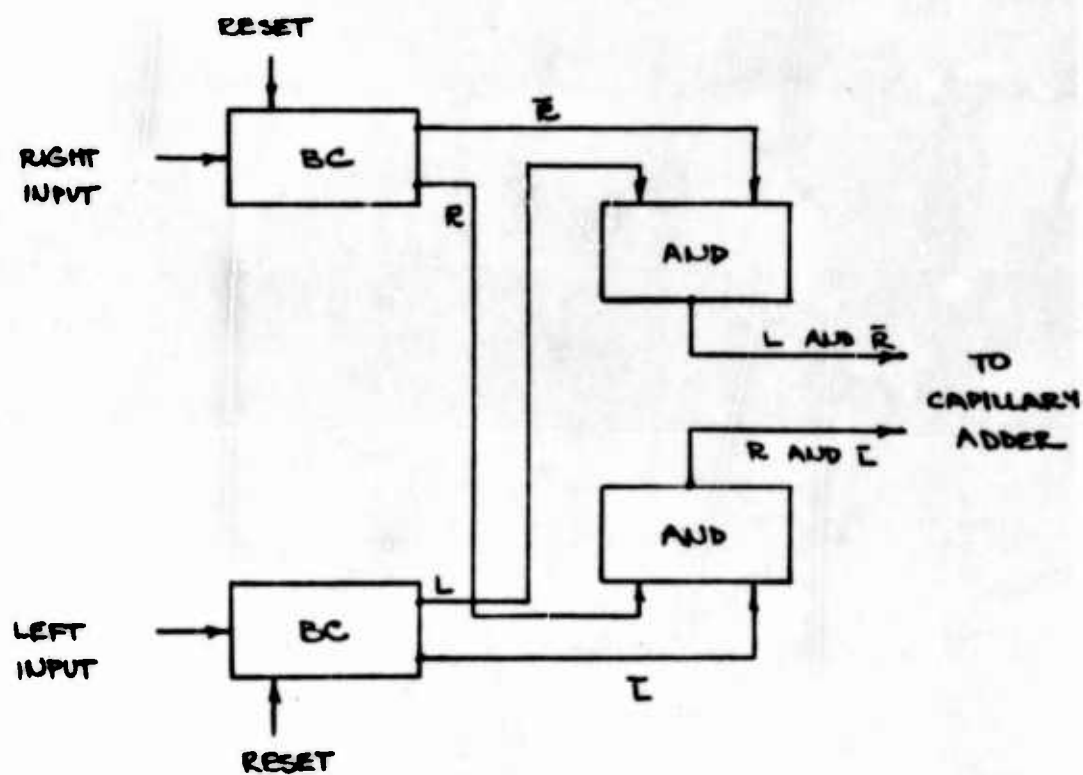 RESET
RIGHT
INPUT
BC
R̅
R
AND
L AND R̅
TO
CAPILLARY
ADDER
R AND L̅
AND
L
LEFT
INPUT
BC
L̅
RESET